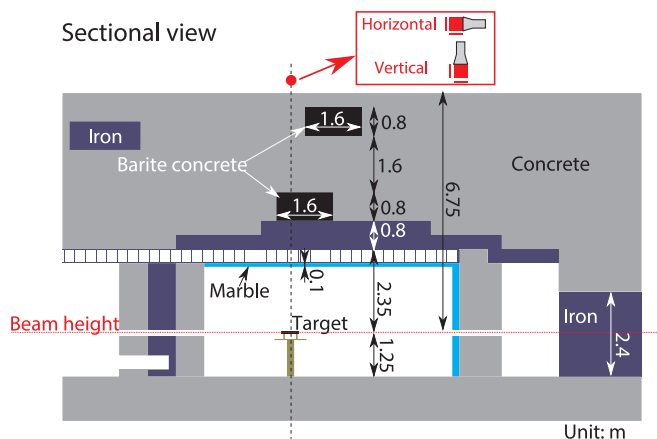 Sectional view
Horizontal
Vertical
Iron
1.6
0.8
Barite concrete
1.6
Concrete
6.75
1.6
0.8
0.8
0.1
Marble
2.35
Beam height
Target
Iron
2.4
1.25
Unit: m